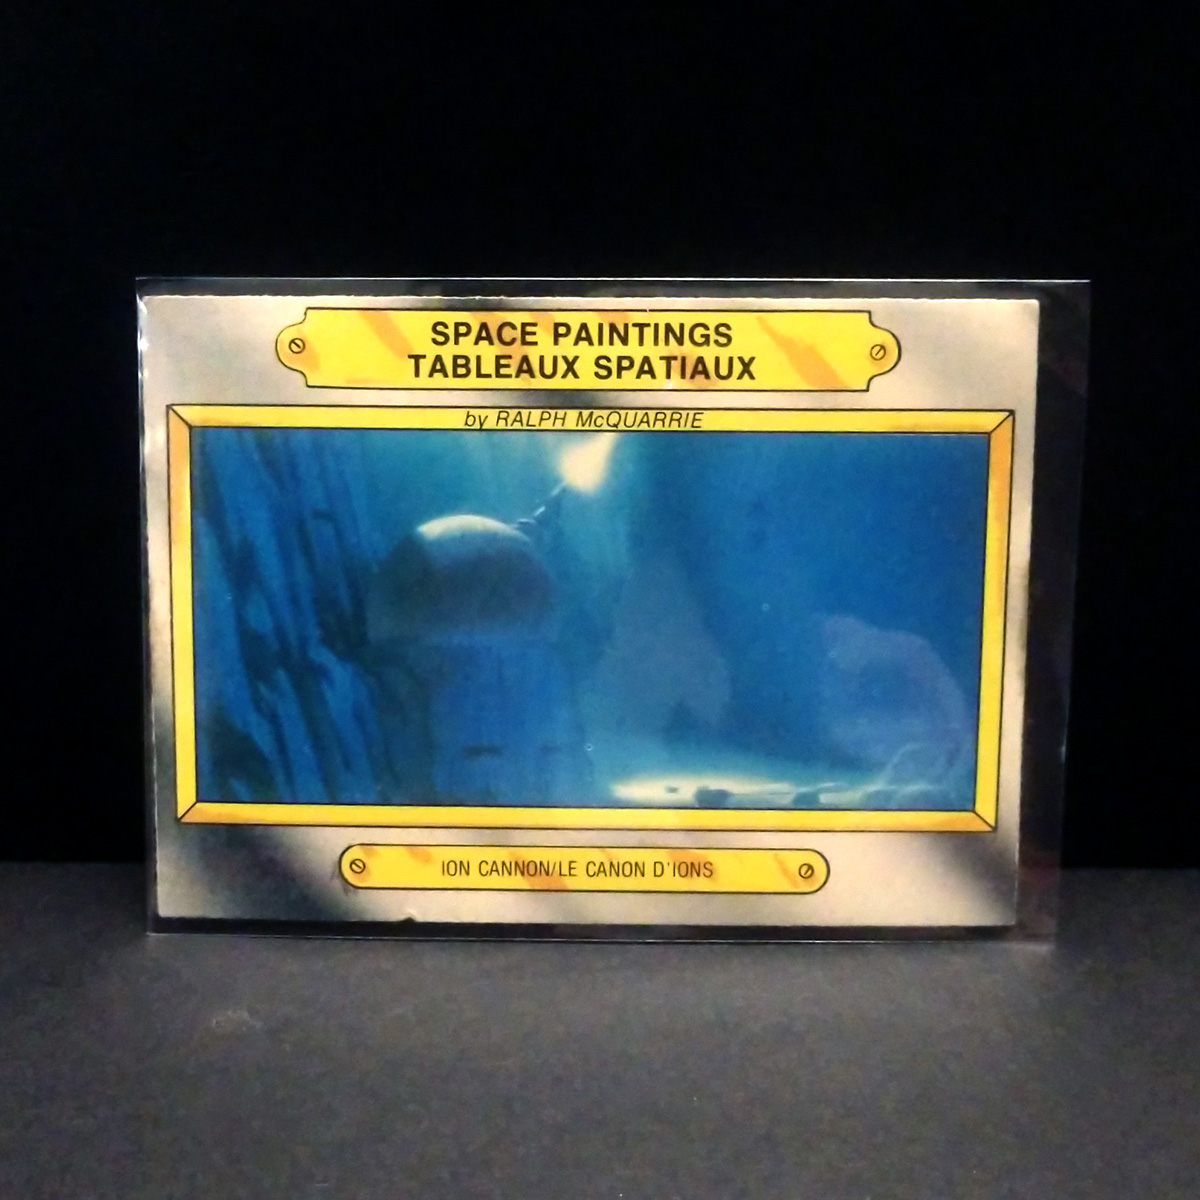 SPACE PAINTINGS
TABLEAUX SPATIAUX
by RALPH McQUARRIE
ION CANNON/LE CANON D'IONS